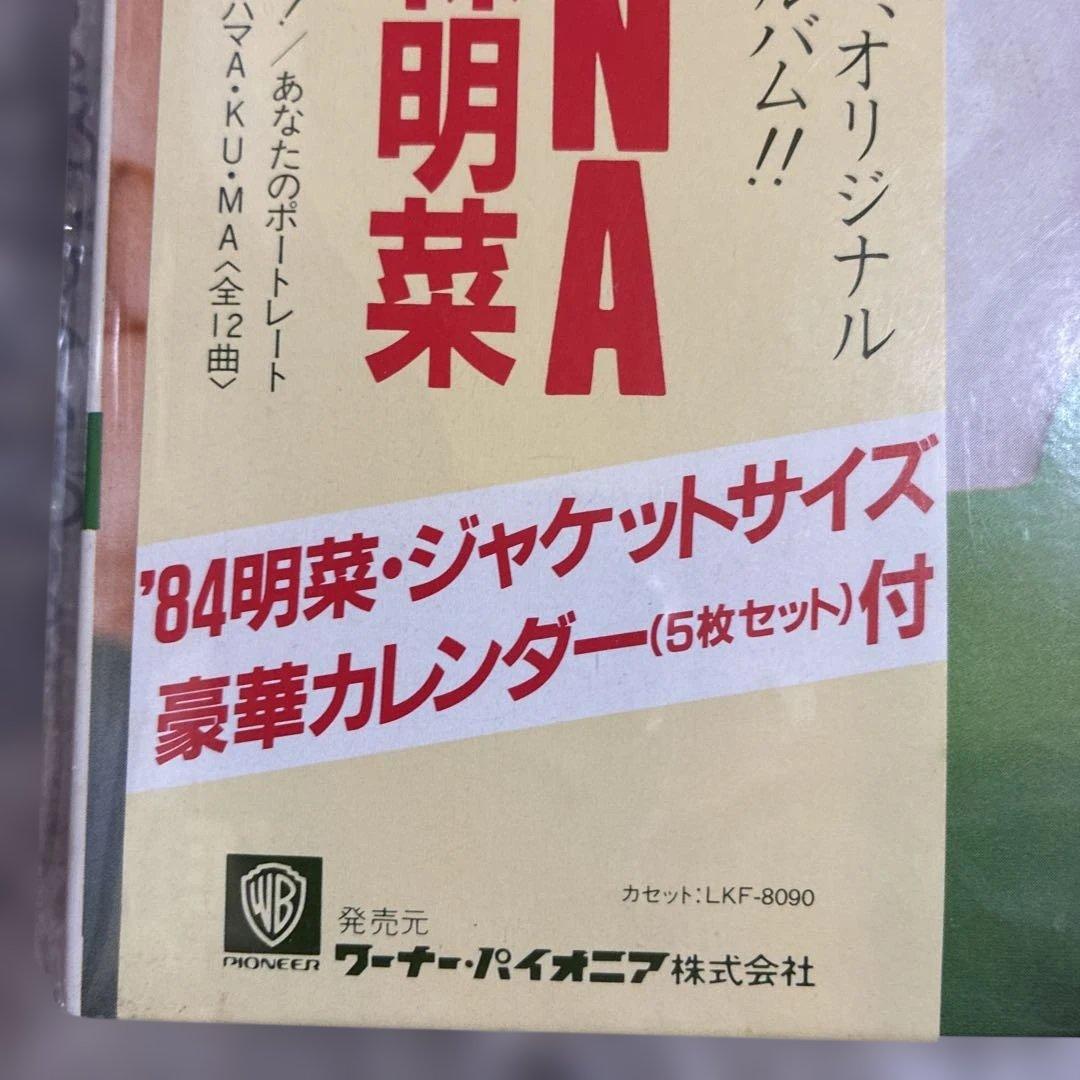 、オリジナル
ルバム!!
NA
明菜
!／あなたのポートレート
ハマA・KU・MA〈全12曲〉
'84明菜・ジャケットサイズ
豪華カレンダー(5枚セット)付
カセット:LKF-8090
WB
PIONEER
発売元
ワーナー・パイオニア株式会社